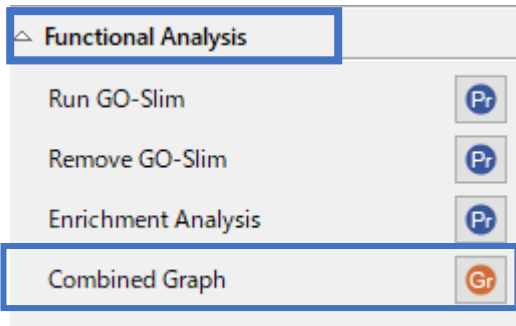 Functional Analysis
Run GO-Slim Pr
Remove GO-Slim Pr
Enrichment Analysis Pr
Combined Graph Gr